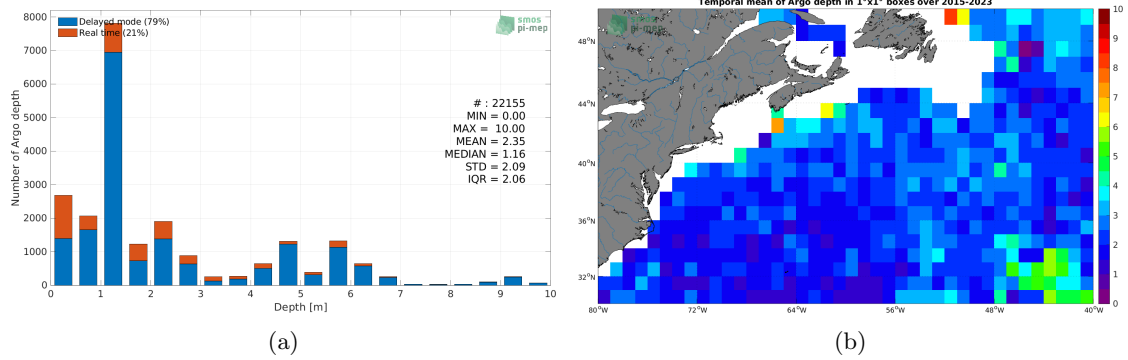 Delayed mode (79%)
Real time (21%)
smos
pi-mep
8000
7000
6000
5000
4000
3000
2000
1000
0
Number of Argo depth
# : 22155
MIN = 0.00
MAX = 10.00
MEAN = 2.35
MEDIAN = 1.16
STD = 2.09
IQR = 2.06
0 1 2 3 4 5 6 7 8 9 10
Depth [m]
(a)
Temporal mean of Argo depth in 1°x1° boxes over 2015-2023
smos
pi-mep
48°N
44°N
40°N
36°N
32°N
80°W 72°W 64°W 56°W 48°W 40°W
10
9
8
7
6
5
4
3
2
1
0
(b)